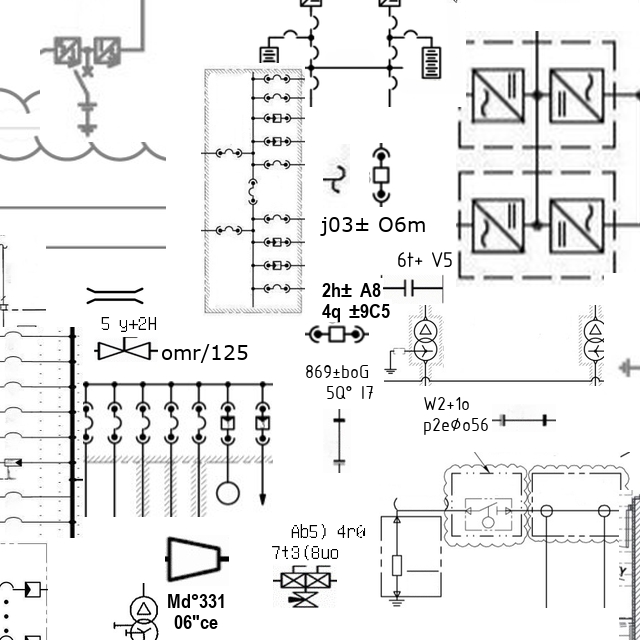 j03± O6m
6t+ V5
2h± A8
4q ±9C5
5 y+2H
omr/125
869±boG
5Q° I7
W2+1o
p2eØo56
Ab5) 4r0
7t3(8uo
Md°331
06"ce
Y